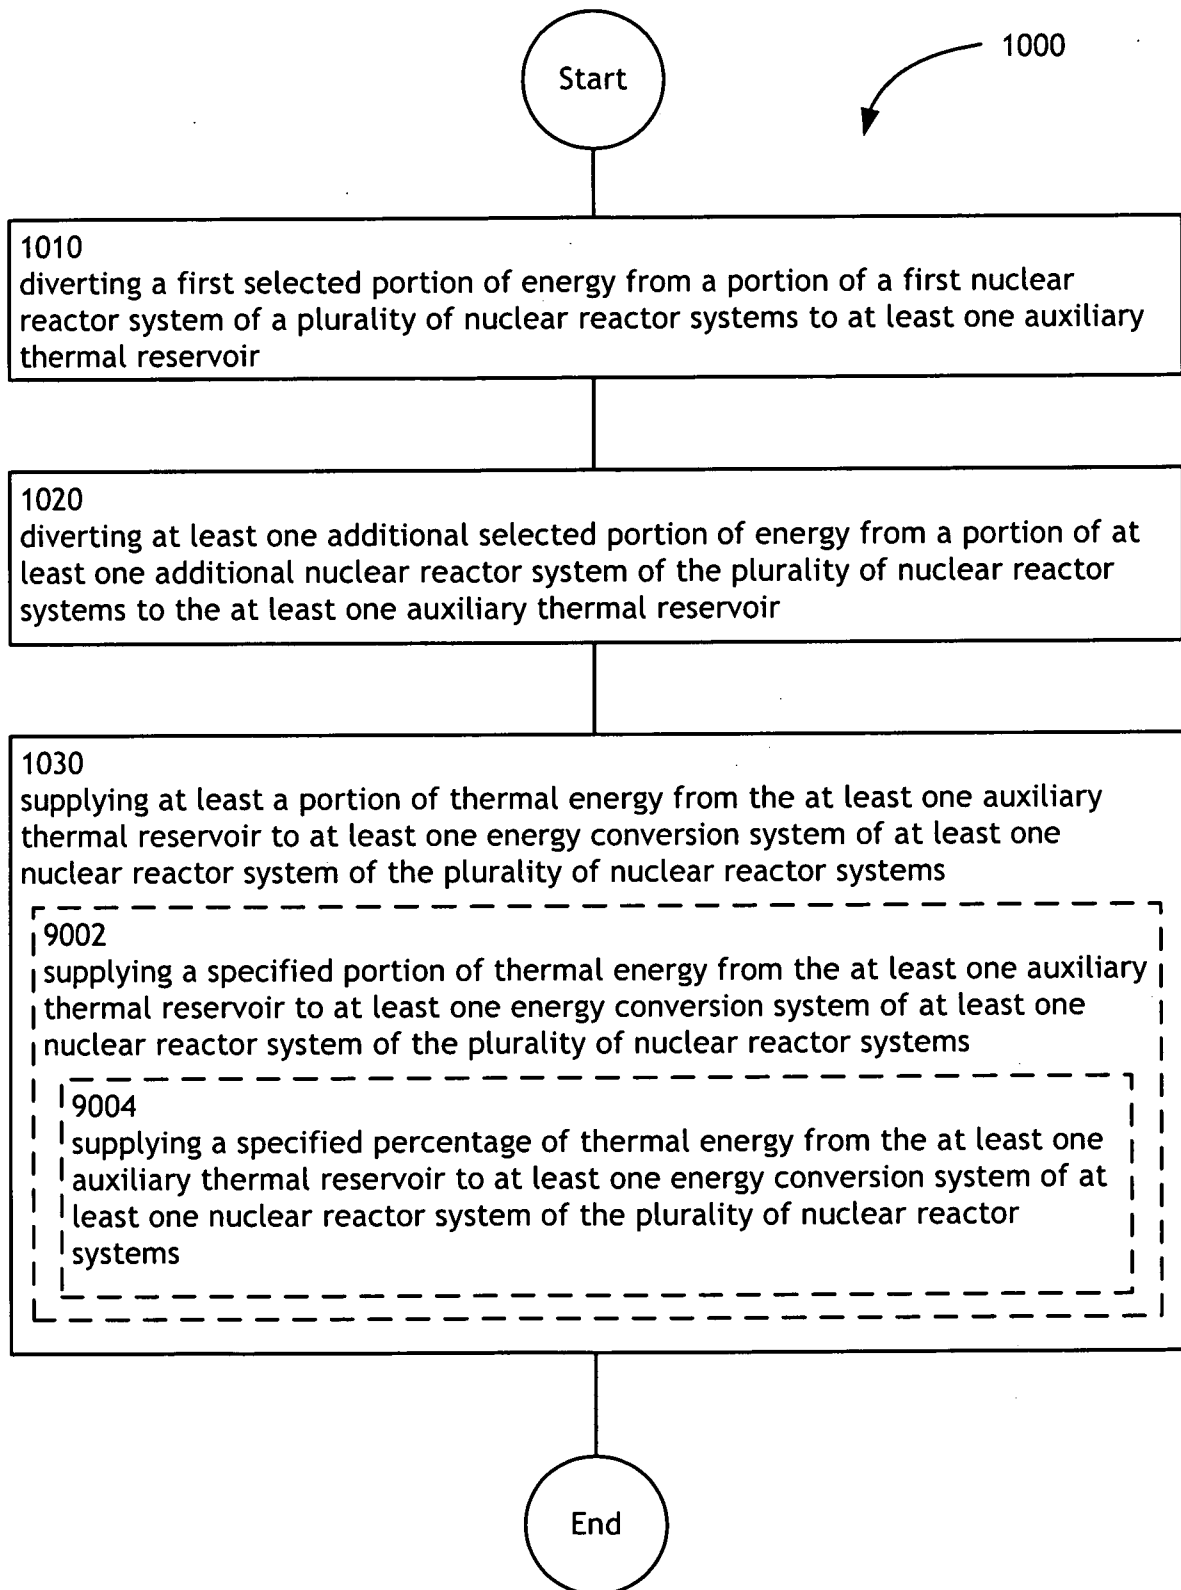 Start
1000
1010
diverting a first selected portion of energy from a portion of a first nuclear
reactor system of a plurality of nuclear reactor systems to at least one auxiliary
thermal reservoir
1020
diverting at least one additional selected portion of energy from a portion of at
least one additional nuclear reactor system of the plurality of nuclear reactor
systems to the at least one auxiliary thermal reservoir
1030
supplying at least a portion of thermal energy from the at least one auxiliary
thermal reservoir to at least one energy conversion system of at least one
nuclear reactor system of the plurality of nuclear reactor systems
9002
supplying a specified portion of thermal energy from the at least one auxiliary
thermal reservoir to at least one energy conversion system of at least one
nuclear reactor system of the plurality of nuclear reactor systems
9004
supplying a specified percentage of thermal energy from the at least one
auxiliary thermal reservoir to at least one energy conversion system of at
least one nuclear reactor system of the plurality of nuclear reactor
systems
End